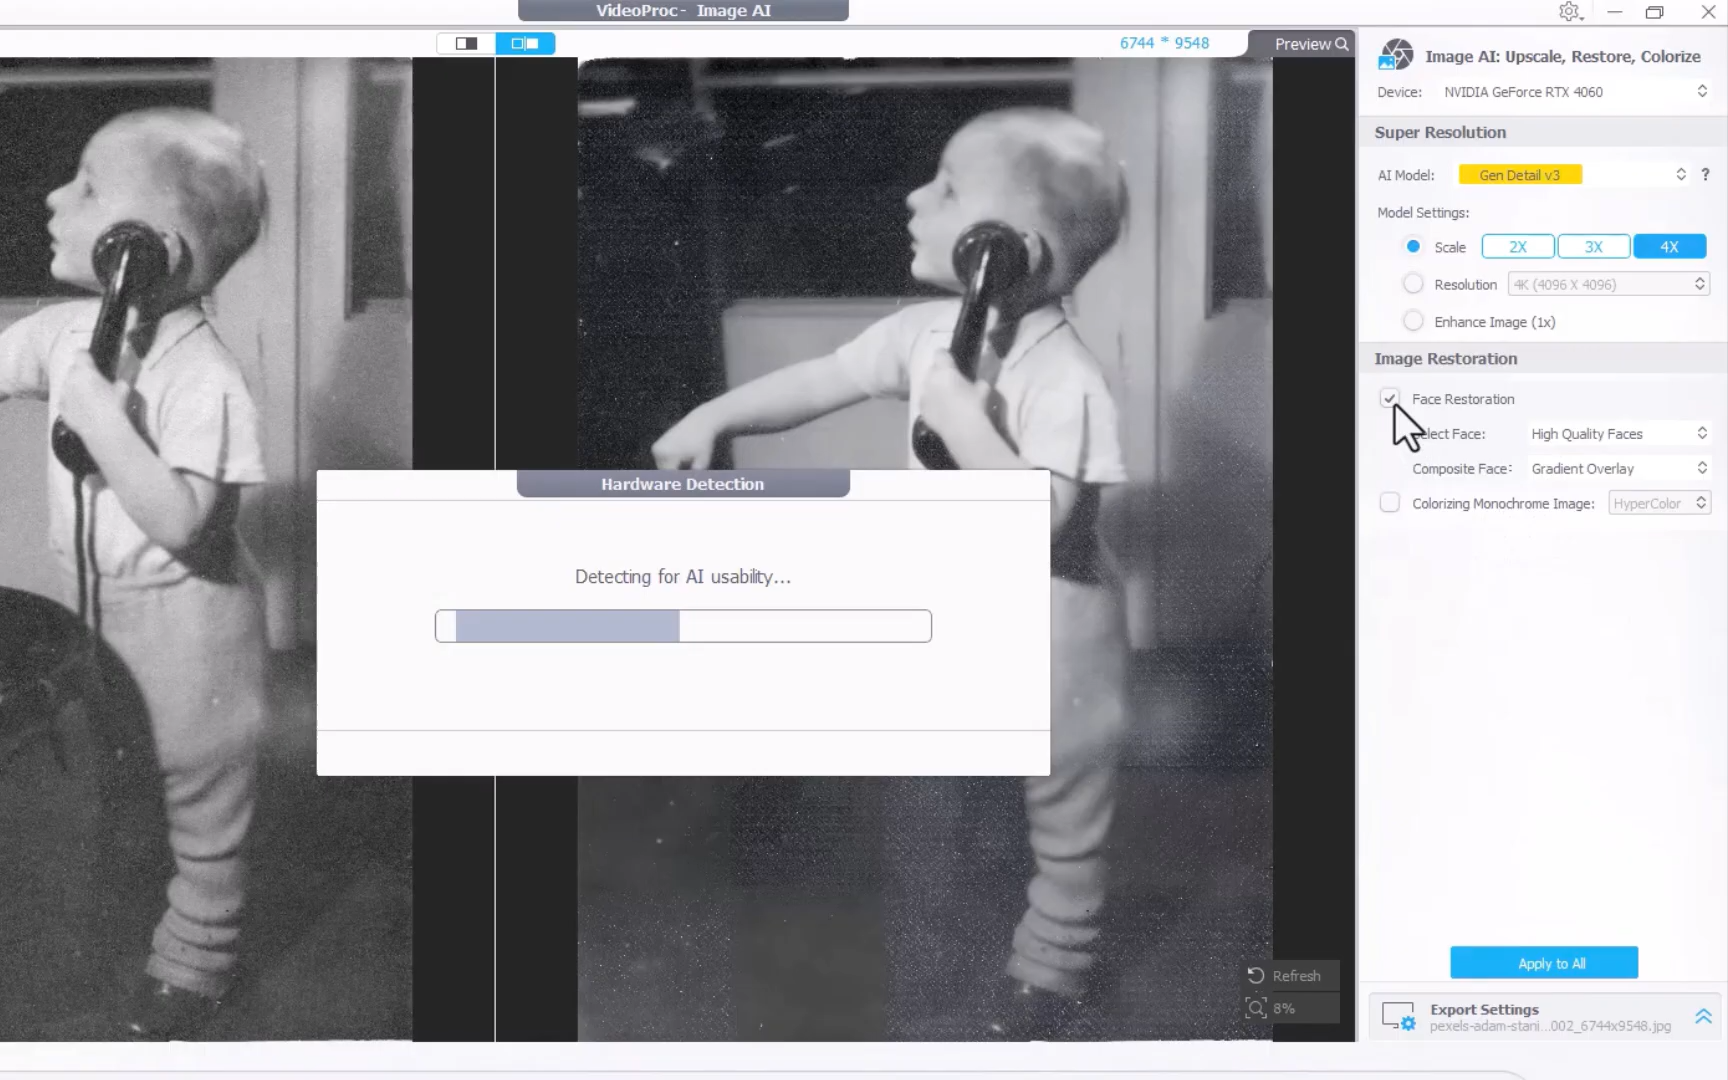 VideoProc - Image AI
6744 * 9548
Preview
Image AI: Upscale, Restore, Colorize
Device: NVIDIA GeForce RTX 4060
Super Resolution
AI Model: Gen Detail v3 ?
Model Settings:
Scale 2X 3X 4X
Resolution 4K (4096 X 4096)
Enhance Image (1x)
Image Restoration
Face Restoration
elect Face: High Quality Faces
Composite Face: Gradient Overlay
Colorizing Monochrome Image: HyperColor
Hardware Detection
Detecting for AI usability...
Refresh
8%
Apply to All
Export Settings
pexels-adam-stani...002_6744x9548.jpg